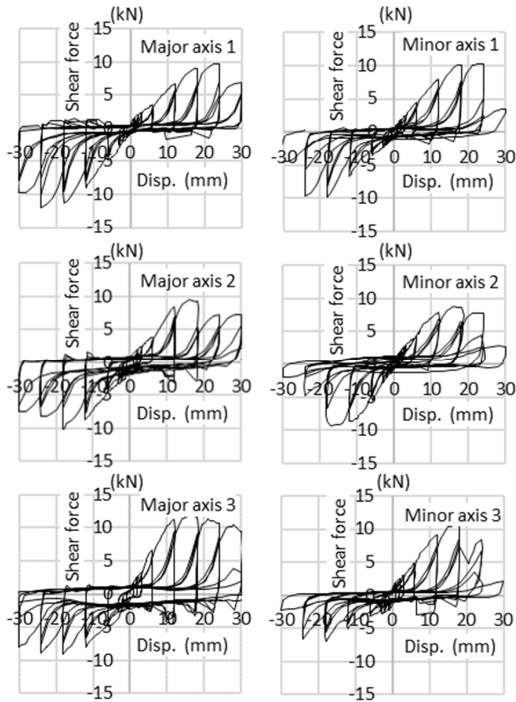 (kN)
15
Major axis 1
10
Shear force
5
0
-30 -20 -10 0 10 20 30
-5
Disp. (mm)
-10
-15
(kN)
15
Minor axis 1
10
Shear force
5
0
-30 -20 -10 0 10 20 30
-5
Disp. (mm)
-10
-15
(kN)
15
Major axis 2
10
Shear force
5
0
-30 -20 -10 0 10 20 30
-5
Disp. (mm)
-10
-15
(kN)
15
Minor axis 2
10
Shear force
5
0
-30 -20 -10 0 10 20 30
-5
Disp. (mm)
-10
-15
(kN)
15
Major axis 3
10
Shear force
5
0
-30 -20 -10 0 10 20 30
-5
Disp. (mm)
-10
-15
(kN)
15
Minor axis 3
10
Shear force
5
0
-30 -20 -10 0 10 20 30
-5
Disp. (mm)
-10
-15